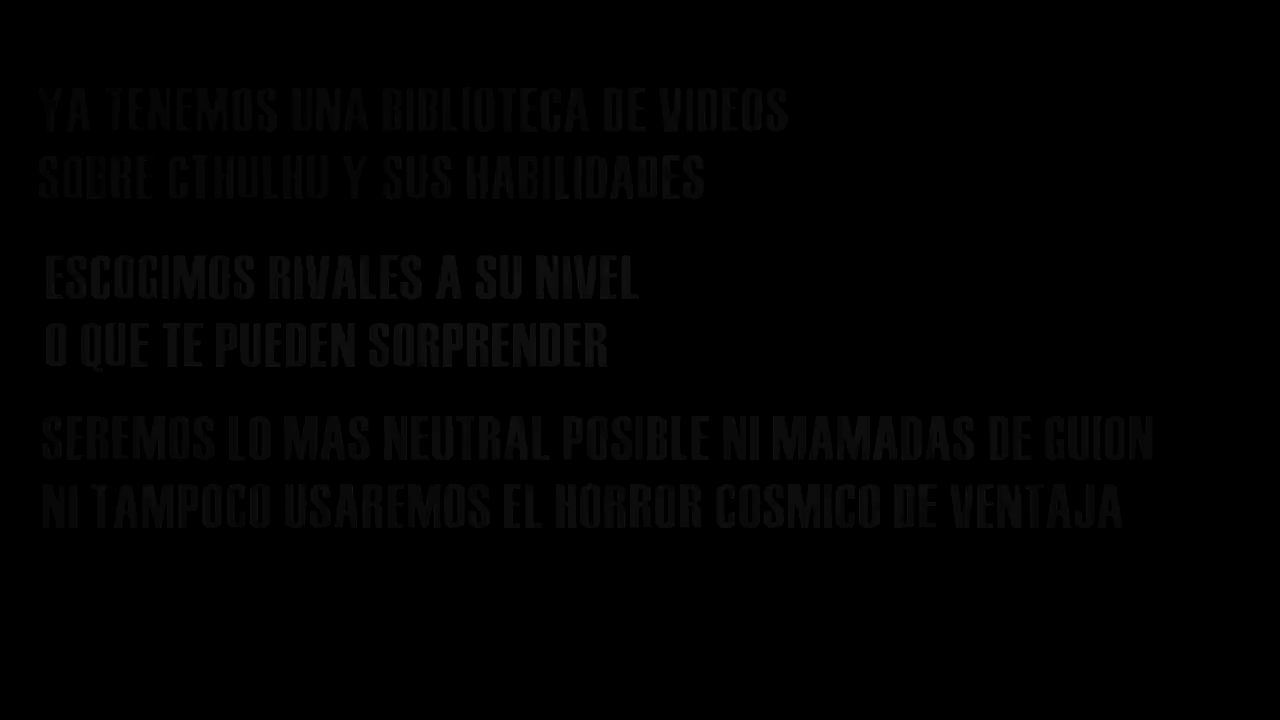 YA TENEMOS UNA BIBLIOTECA DE VIDEOS
SOBRE CTHULHU Y SUS HABILIDADES
ESCOGIMOS RIVALES A SU NIVEL
O QUE TE PUEDEN SORPRENDER
SEREMOS LO MAS NEUTRAL POSIBLE NI MAMADAS DE GUION
NI TAMPOCO USAREMOS EL HORROR COSMICO DE VENTAJA